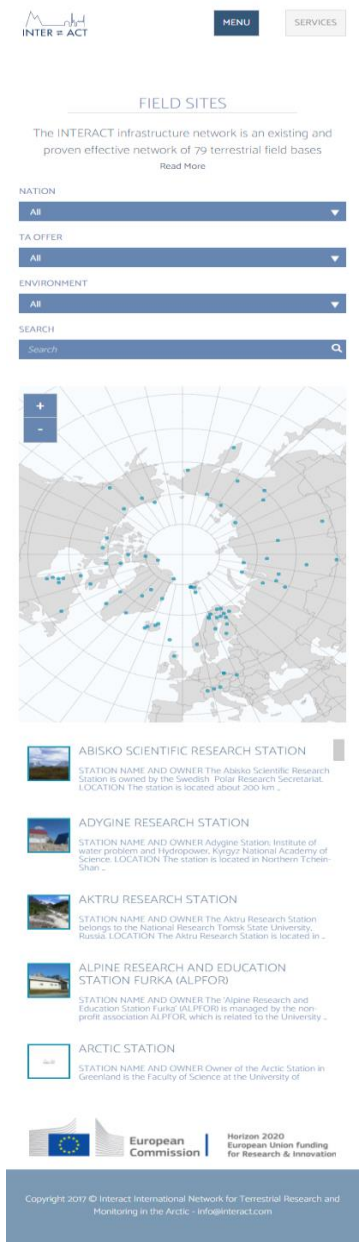 INTER ⇌ ACT
MENU
SERVICES
FIELD SITES
The INTERACT infrastructure network is an existing and
proven effective network of 79 terrestrial field bases
Read More
NATION
All
TA OFFER
All
ENVIRONMENT
All
SEARCH
Search
+
-
ABISKO SCIENTIFIC RESEARCH STATION
STATION NAME AND OWNER The Abisko Scientific Research
Station is owned by the Swedish Polar Research Secretariat.
LOCATION The station is located about 200 km ..
ADYGINE RESEARCH STATION
STATION NAME AND OWNER Adygine Station: Institute of
water problem and Hydropower, Kyrgyz National Academy of
Science. LOCATION The station is located in Northern Tchein-
Shan ..
AKTRU RESEARCH STATION
STATION NAME AND OWNER The Aktru Research Station
belongs to the National Research Tomsk State University,
Russia. LOCATION The Aktru Research Station is located in ..
ALPINE RESEARCH AND EDUCATION
STATION FURKA (ALPFOR)
STATION NAME AND OWNER The 'Alpine Research and
Education Station Furka' (ALPFOR) is managed by the non-
profit association ALPFOR, which is related to the University ..
ARCTIC STATION
STATION NAME AND OWNER Owner of the Arctic Station in
Greenland is the Faculty of Science at the University of
European
Commission
Horizon 2020
European Union funding
for Research & Innovation
Copyright 2017 © Interact International Network for Terrestrial Research and
Monitoring in the Arctic - info@interact.com